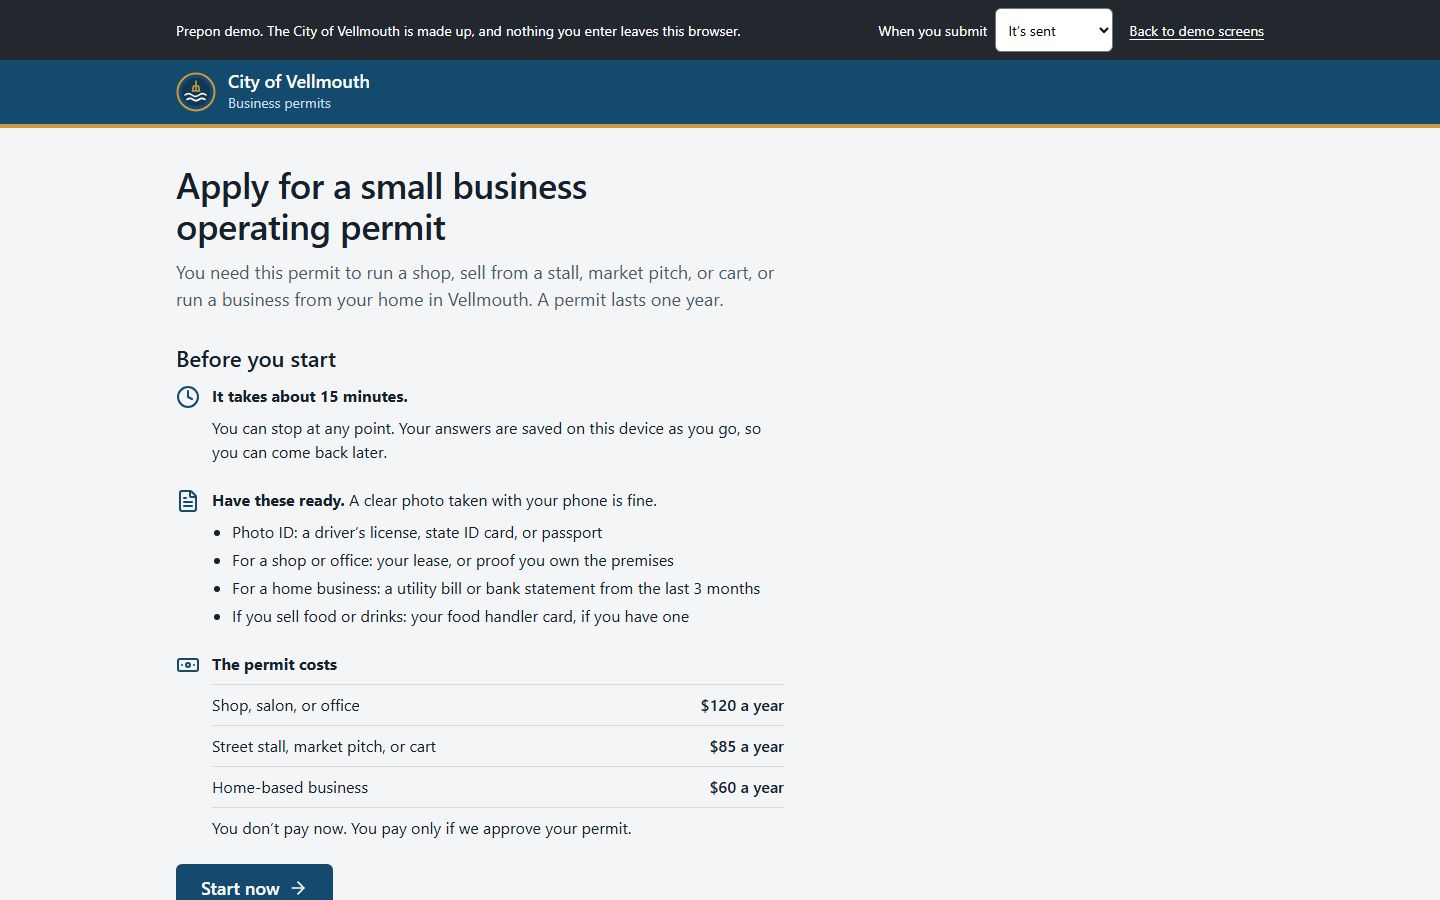 Prepon demo. The City of Vellmouth is made up, and nothing you enter leaves this browser.
When you submit
It’s sent
Back to demo screens
City of Vellmouth
Business permits
Apply for a small business
operating permit
You need this permit to run a shop, sell from a stall, market pitch, or cart, or
run a business from your home in Vellmouth. A permit lasts one year.
Before you start
It takes about 15 minutes.
You can stop at any point. Your answers are saved on this device as you go, so
you can come back later.
Have these ready. A clear photo taken with your phone is fine.
Photo ID: a driver’s license, state ID card, or passport
For a shop or office: your lease, or proof you own the premises
For a home business: a utility bill or bank statement from the last 3 months
If you sell food or drinks: your food handler card, if you have one
The permit costs
Shop, salon, or office $120 a year
Street stall, market pitch, or cart $85 a year
Home-based business $60 a year
You don’t pay now. You pay only if we approve your permit.
Start now